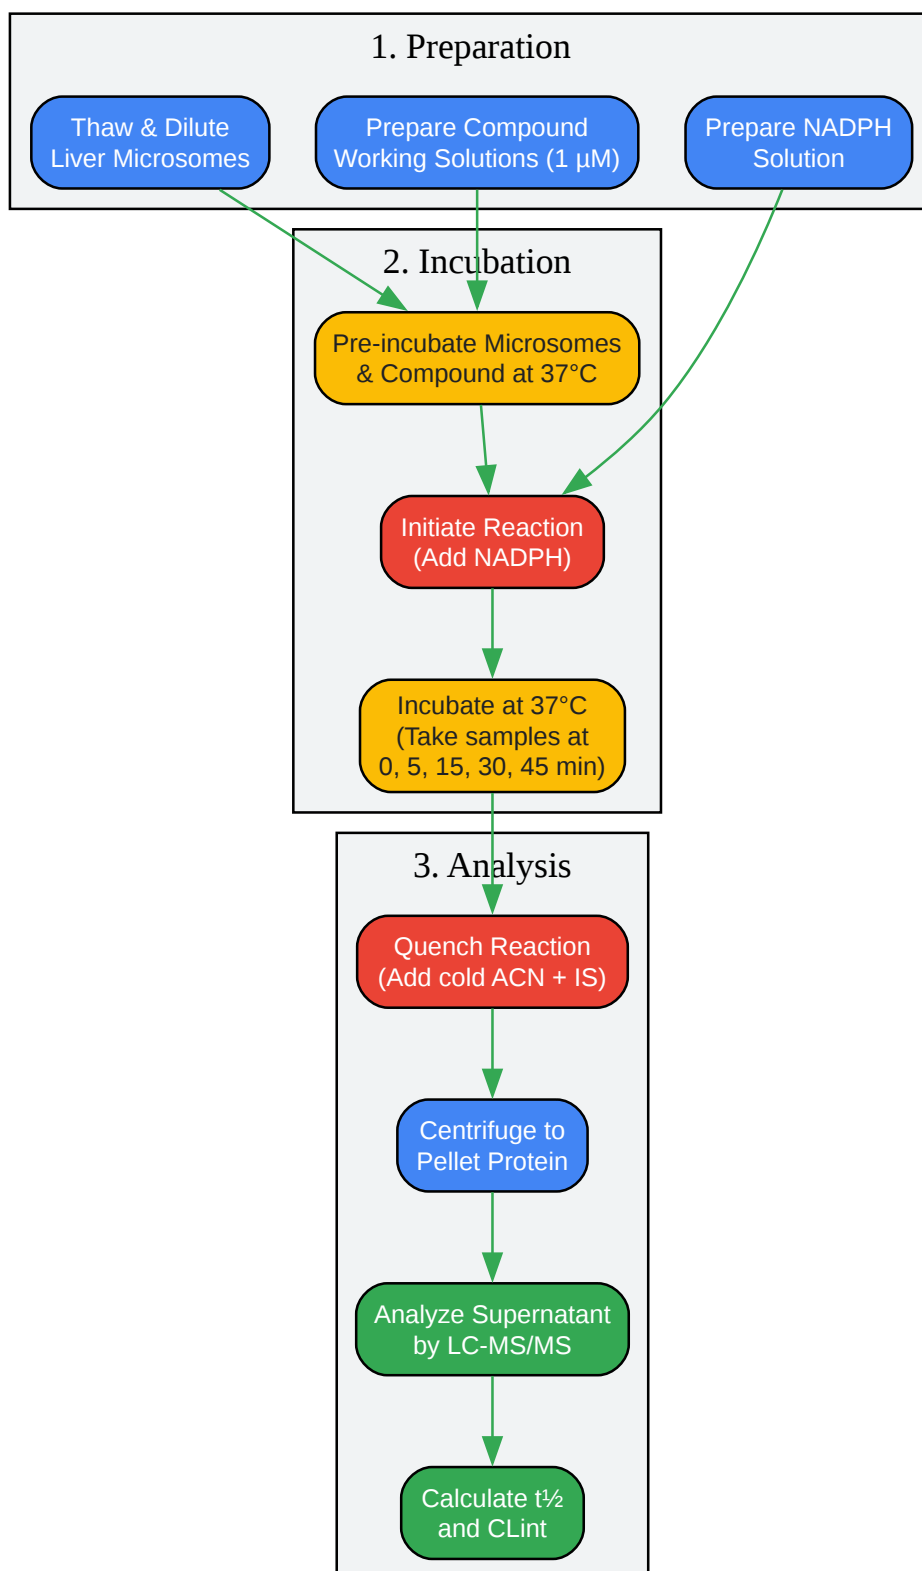 1. Preparation
Thaw & Dilute
Liver Microsomes
Prepare Compound
Working Solutions (1 µM)
Prepare NADPH
Solution
2. Incubation
Pre-incubate Microsomes
& Compound at 37°C
Initiate Reaction
(Add NADPH)
Incubate at 37°C
(Take samples at
0, 5, 15, 30, 45 min)
3. Analysis
Quench Reaction
(Add cold ACN + IS)
Centrifuge to
Pellet Protein
Analyze Supernatant
by LC-MS/MS
Calculate t½
and CLint